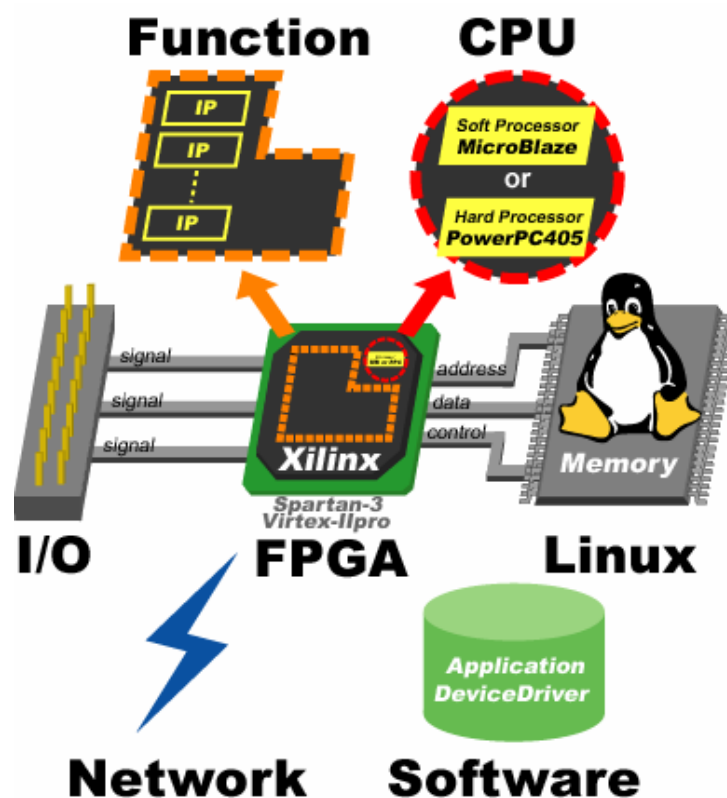 Function
CPU
IP
IP
IP
Soft Processor
MicroBlaze
or
Hard Processor
PowerPC405
signal
signal
signal
address
data
control
Xilinx
Memory
Spartan-3
Virtex-IIpro
I/O
FPGA
Linux
Application
DeviceDriver
Network
Software